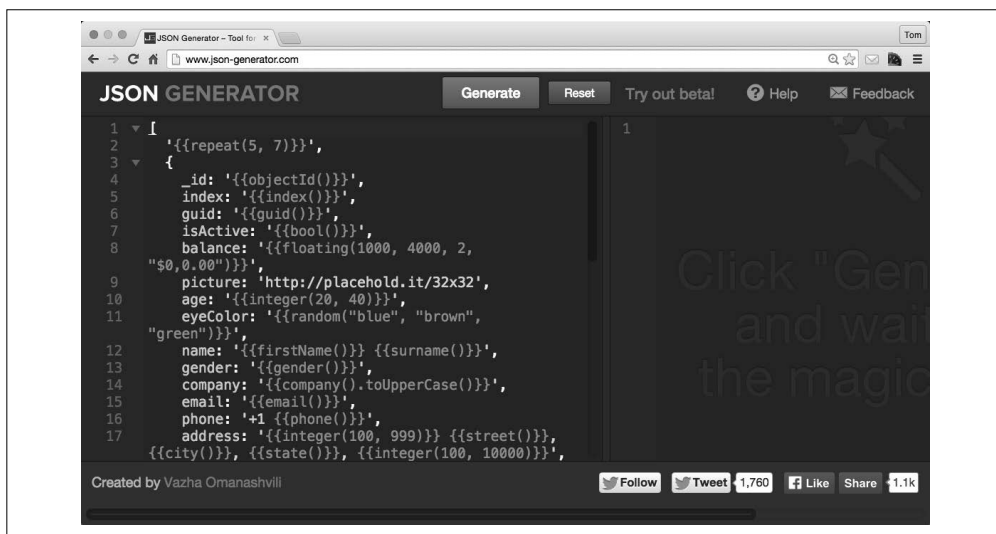 JSON Generator – Tool for
Tom
www.json-generator.com
JSON GENERATOR
Generate
Reset
Try out beta!
Help
Feedback
1 [
2 '{{repeat(5, 7)}}',
3 {
4 _id: '{{objectId()}}',
5 index: '{{index()}}',
6 guid: '{{guid()}}',
7 isActive: '{{bool()}}',
8 balance: '{{floating(1000, 4000, 2,
"$0,0.00")}}',
9 picture: 'http://placehold.it/32x32',
10 age: '{{integer(20, 40)}}',
11 eyeColor: '{{random("blue", "brown",
"green")}}',
12 name: '{{firstName()}} {{surname()}}',
13 gender: '{{gender()}}',
14 company: '{{company().toUpperCase()}}',
15 email: '{{email()}}',
16 phone: '+1 {{phone()}}',
17 address: '{{integer(100, 999)}} {{street()}},
{{city()}}, {{state()}}, {{integer(100, 10000)}}',
1
Click "Gen
and wai
the magic
Created by Vazha Omanashvili
Follow
Tweet
1,760
Like
Share
1.1k